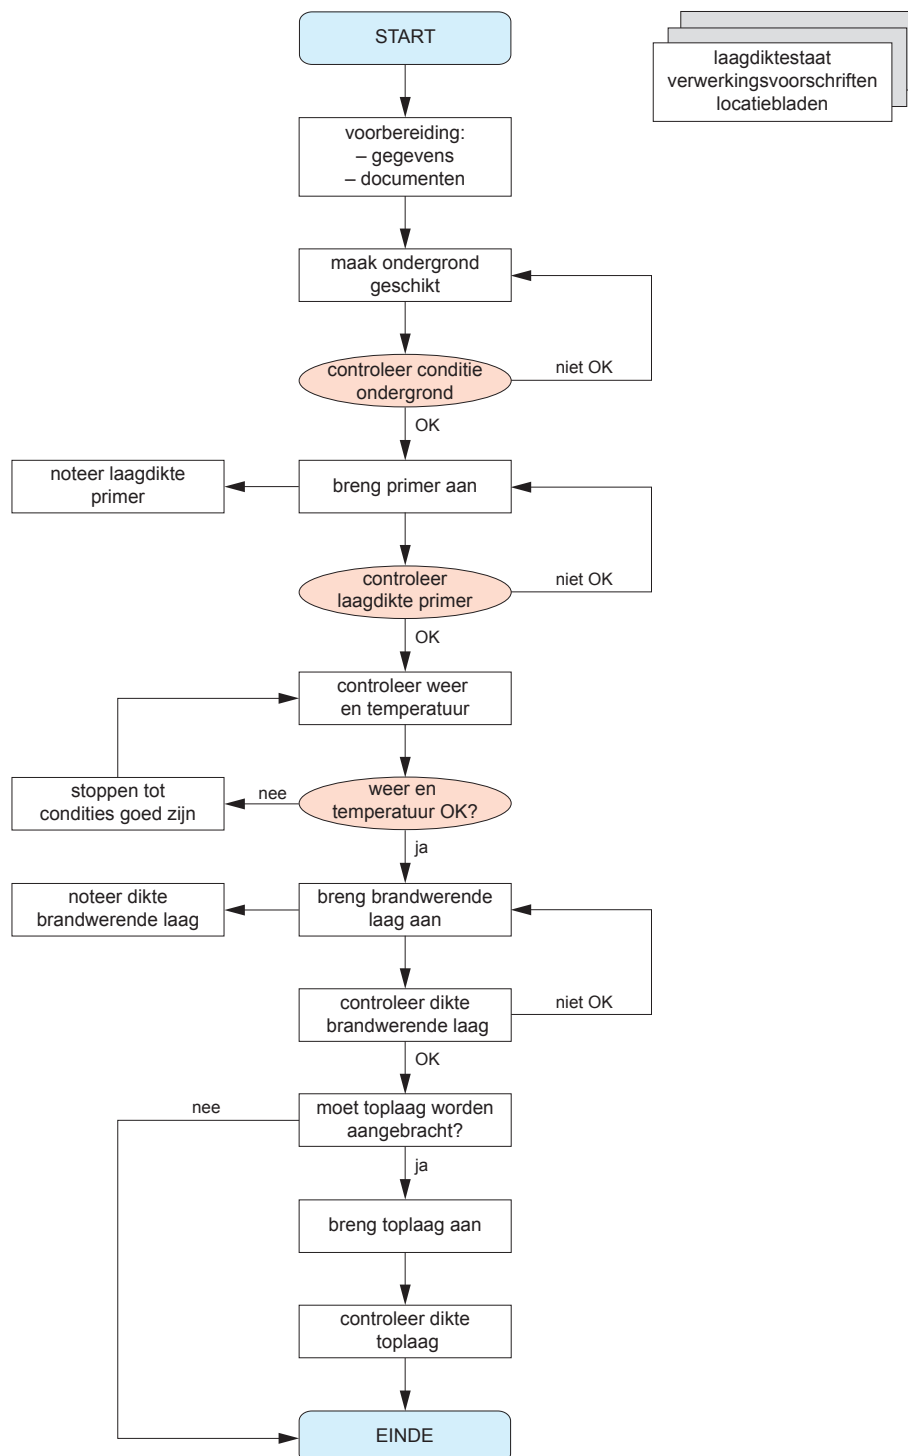 START
laagdiktestaat
verwerkingsvoorschriften
locatiebladen
voorbereiding:
– gegevens
– documenten
maak ondergrond
geschikt
controleer conditie
ondergrond
niet OK
OK
noteer laagdikte
primer
breng primer aan
controleer
laagdikte primer
niet OK
OK
controleer weer
en temperatuur
stoppen tot
condities goed zijn
nee
weer en
temperatuur OK?
ja
noteer dikte
brandwerende laag
breng brandwerende
laag aan
controleer dikte
brandwerende laag
niet OK
OK
nee
moet toplaag worden
aangebracht?
ja
breng toplaag aan
controleer dikte
toplaag
EINDE